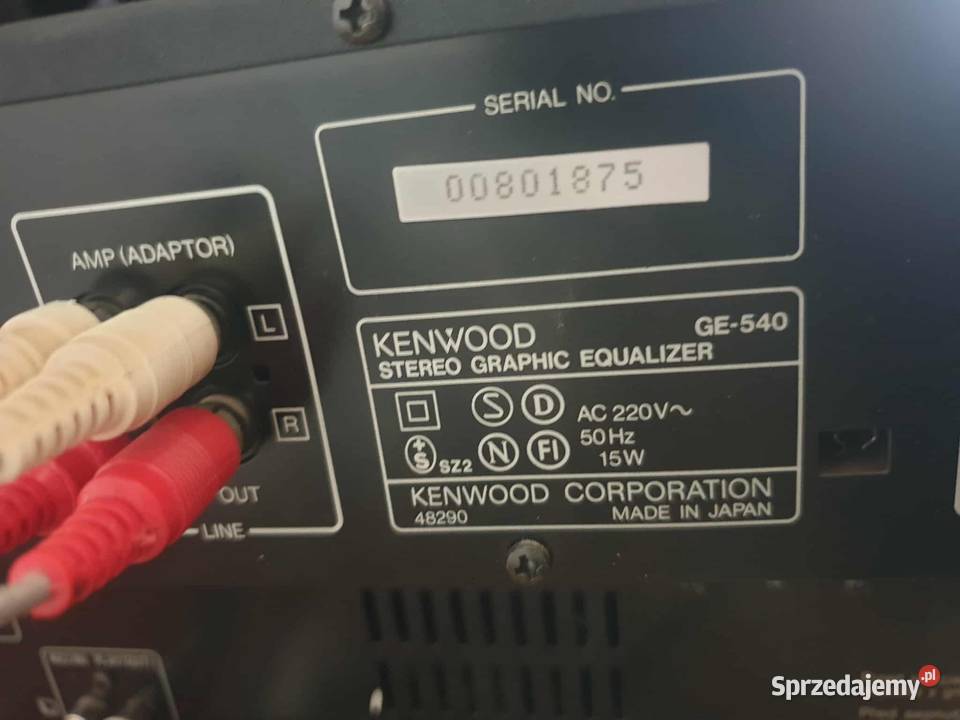 SERIAL NO.
00801875
AMP (ADAPTOR)
L
R
OUT
LINE
KENWOOD GE-540
STEREO GRAPHIC EQUALIZER
S D AC 220V~
50Hz
S SZ2 N FI 15W
KENWOOD CORPORATION
48290 MADE IN JAPAN
Sprzedajemy.pl